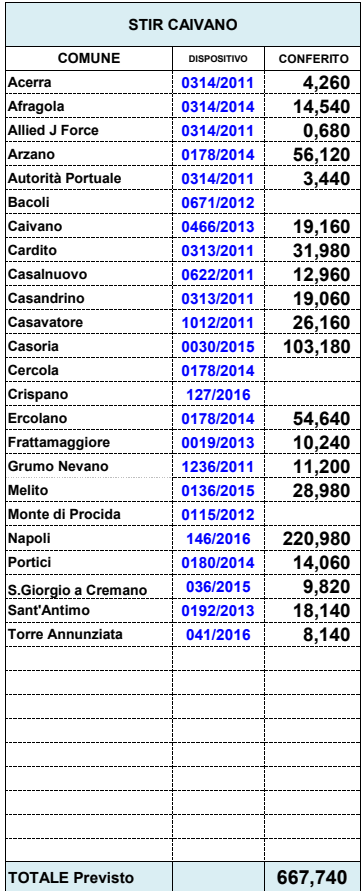 STIR CAIVANO
COMUNE DISPOSITIVO CONFERITO
Acerra 0314/2011 4,260
Afragola 0314/2014 14,540
Allied J Force 0314/2011 0,680
Arzano 0178/2014 56,120
Autorità Portuale 0314/2011 3,440
Bacoli 0671/2012
Caivano 0466/2013 19,160
Cardito 0313/2011 31,980
Casalnuovo 0622/2011 12,960
Casandrino 0313/2011 19,060
Casavatore 1012/2011 26,160
Casoria 0030/2015 103,180
Cercola 0178/2014
Crispano 127/2016
Ercolano 0178/2014 54,640
Frattamaggiore 0019/2013 10,240
Grumo Nevano 1236/2011 11,200
Melito 0136/2015 28,980
Monte di Procida 0115/2012
Napoli 146/2016 220,980
Portici 0180/2014 14,060
S.Giorgio a Cremano 036/2015 9,820
Sant'Antimo 0192/2013 18,140
Torre Annunziata 041/2016 8,140
TOTALE Previsto 667,740